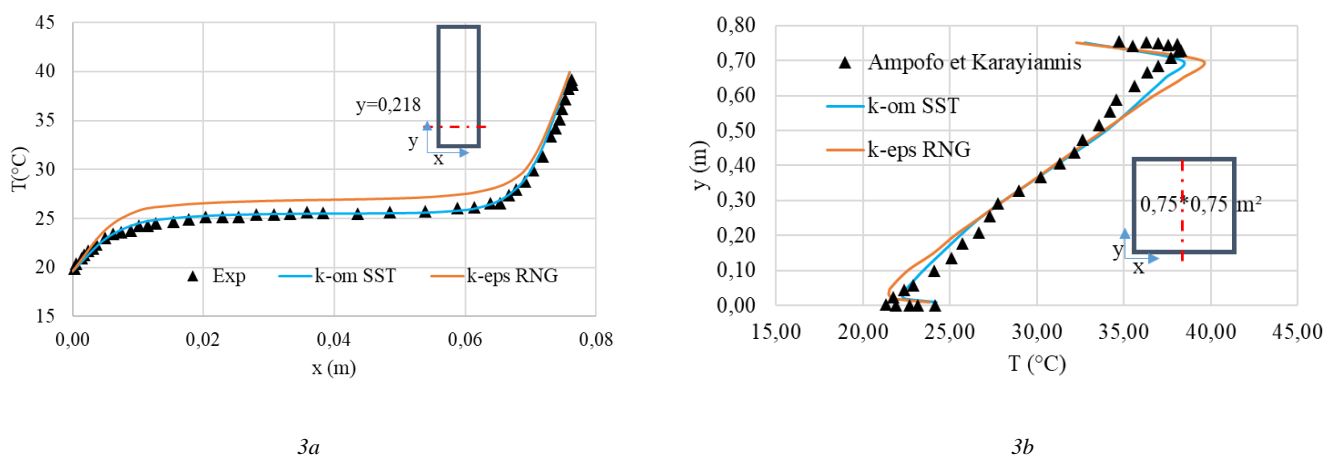 45
40
35
30
25
20
15
T(°C)
y=0,218
y
x
Exp
k-om SST
k-eps RNG
0,00
0,02
0,04
0,06
0,08
x (m)
3a
0,80
0,70
0,60
0,50
0,40
0,30
0,20
0,10
0,00
y (m)
Ampofo et Karayiannis
k-om SST
k-eps RNG
0,75*0,75 m²
y
x
15,00
20,00
25,00
30,00
35,00
40,00
45,00
T (°C)
3b